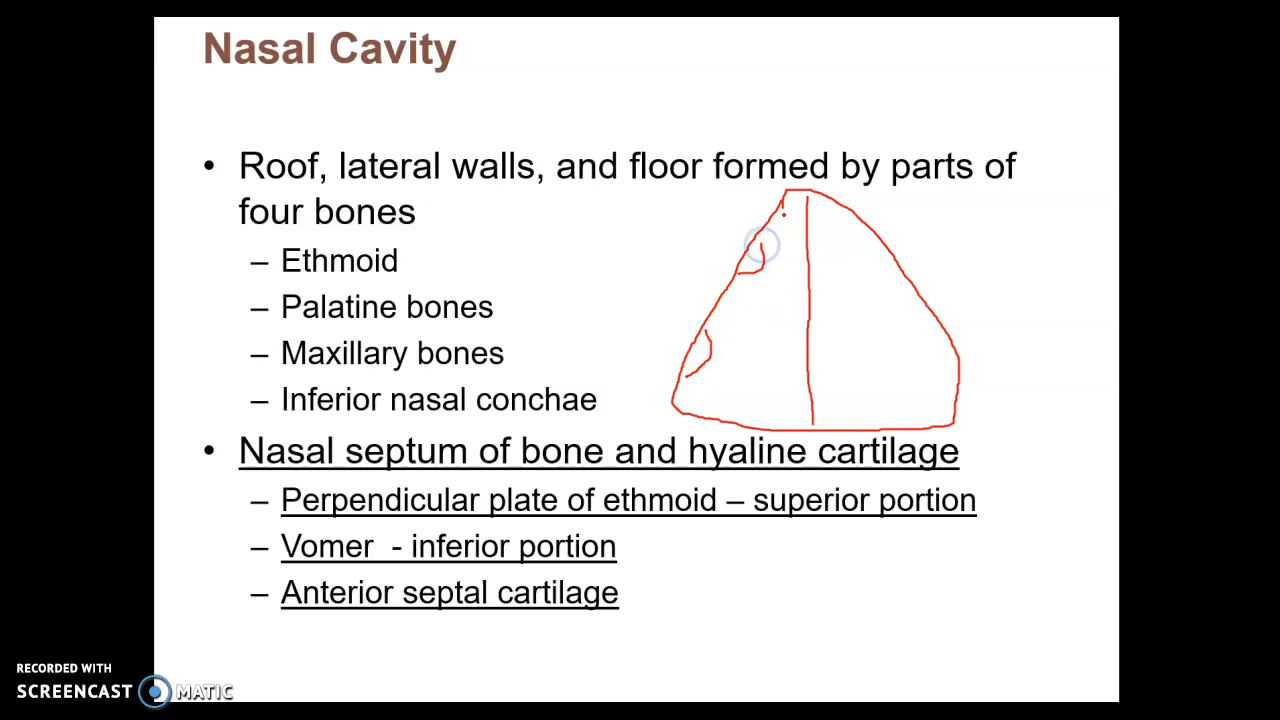 Nasal Cavity
• Roof, lateral walls, and floor formed by parts of
four bones
– Ethmoid
– Palatine bones
– Maxillary bones
– Inferior nasal conchae
• Nasal septum of bone and hyaline cartilage
– Perpendicular plate of ethmoid – superior portion
– Vomer - inferior portion
– Anterior septal cartilage
RECORDED WITH
SCREENCAST MATIC